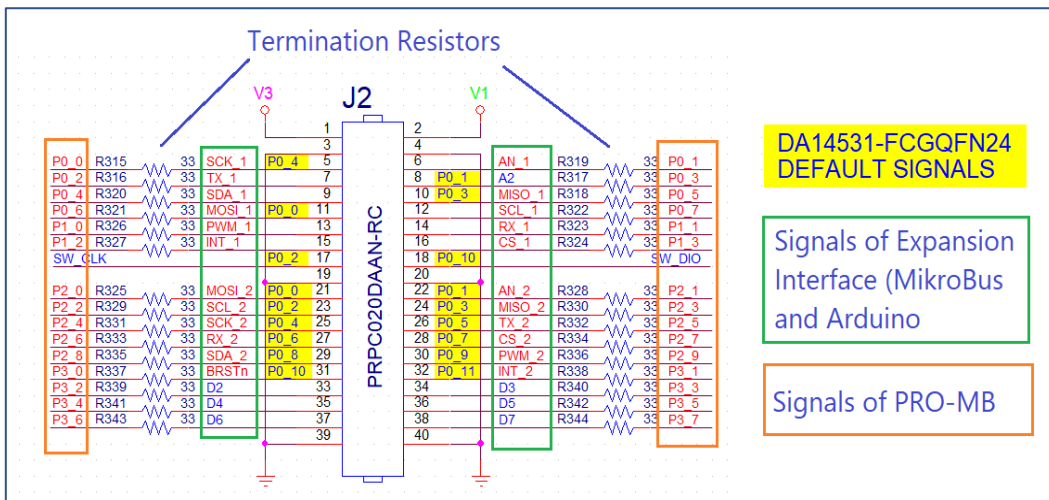 Termination Resistors
V3 J2 V1
1 2
3 4
P0_0 R315 33 SCK_1 P0_4 5 6 AN_1 R319 33 P0_1
P0_2 R316 33 TX_1 7 8 P0_1 A2 R317 33 P0_3
P0_4 R320 33 SDA_1 9 10 P0_3 MISO_1 R318 33 P0_5
P0_6 R321 33 MOSI_1 P0_0 11 12 SCL_1 R322 33 P0_7
P1_0 R326 33 PWM_1 13 14 RX_1 R323 33 P1_1
P1_2 R327 33 INT_1 15 16 CS_1 R324 33 P1_3
SW_CLK P0_2 17 18 P0_10 SW_DIO
19 20
P2_0 R325 33 MOSI_2 P0_0 21 22 P0_1 AN_2 R328 33 P2_1
P2_2 R329 33 SCL_2 P0_2 23 24 P0_3 MISO_2 R330 33 P2_3
P2_4 R331 33 SCK_2 P0_4 25 26 P0_5 TX_2 R332 33 P2_5
P2_6 R333 33 RX_2 P0_6 27 28 P0_7 CS_2 R334 33 P2_7
P2_8 R335 33 SDA_2 P0_8 29 30 P0_9 PWM_2 R336 33 P2_9
P3_0 R337 33 BRSTn P0_10 31 32 P0_11 INT_2 R338 33 P3_1
P3_2 R339 33 D2 33 34 D3 R340 33 P3_3
P3_4 R341 33 D4 35 36 D5 R342 33 P3_5
P3_6 R343 33 D6 37 38 D7 R344 33 P3_7
39 40
PRPC020DAAN-RC
DA14531-FCGQFN24
DEFAULT SIGNALS
Signals of Expansion
Interface (MikroBus
and Arduino
Signals of PRO-MB